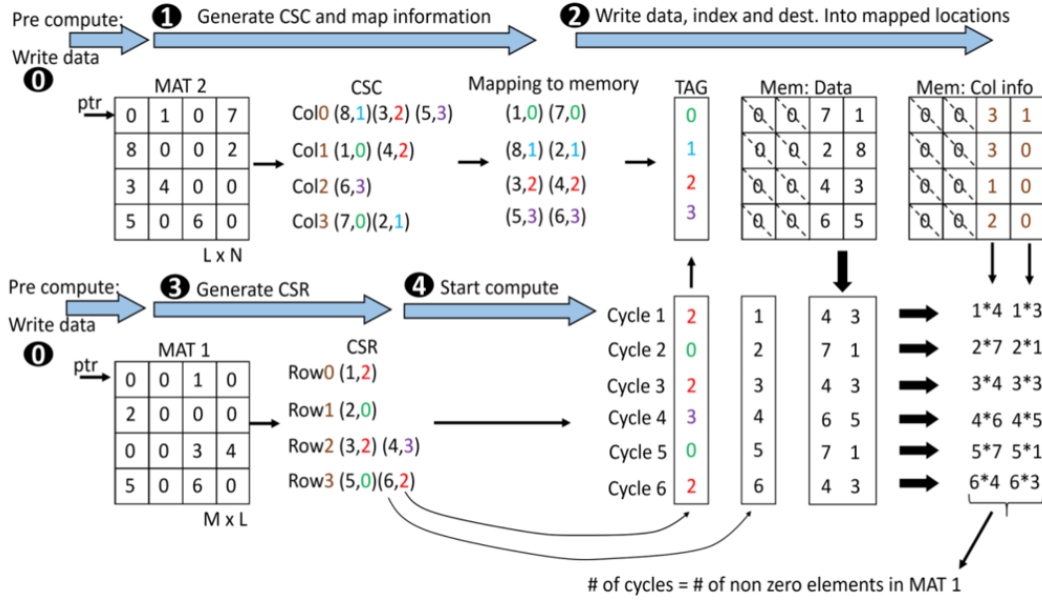 Pre compute: 1 Generate CSC and map information 2 Write data, index and dest. Into mapped locations
Write data
0 MAT 2 CSC Mapping to memory TAG Mem: Data Mem: Col info
ptr
0 1 0 7 Col0 (8,1)(3,2) (5,3) (1,0) (7,0) 0 0 0 7 1 0 0 3 1
8 0 0 2 Col1 (1,0) (4,2) (8,1) (2,1) 1 0 0 2 8 0 0 3 0
3 4 0 0 Col2 (6,3) (3,2) (4,2) 2 0 0 4 3 0 0 1 0
5 0 6 0 Col3 (7,0)(2,1) (5,3) (6,3) 3 0 0 6 5 0 0 2 0
L x N
Pre compute: 3 Generate CSR 4 Start compute
Write data
0 MAT 1 CSR
ptr
0 0 1 0 Row0 (1,2)
2 0 0 0 Row1 (2,0)
0 0 3 4 Row2 (3,2) (4,3)
5 0 6 0 Row3 (5,0)(6,2)
M x L
Cycle 1 2 1 4 3 1*4 1*3
Cycle 2 0 2 7 1 2*7 2*1
Cycle 3 2 3 4 3 3*4 3*3
Cycle 4 3 4 6 5 4*6 4*5
Cycle 5 0 5 7 1 5*7 5*1
Cycle 6 2 6 4 3 6*4 6*3
# of cycles = # of non zero elements in MAT 1